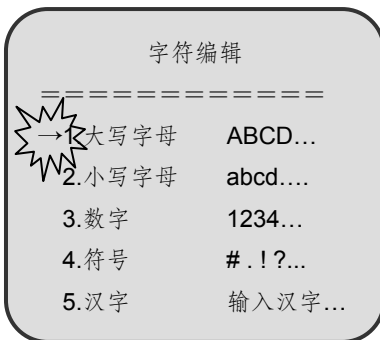 字符编辑
============
→1.大写字母 ABCD…
2.小写字母 abcd….
3.数字 1234…
4.符号 # . ! ?...
5.汉字 输入汉字…